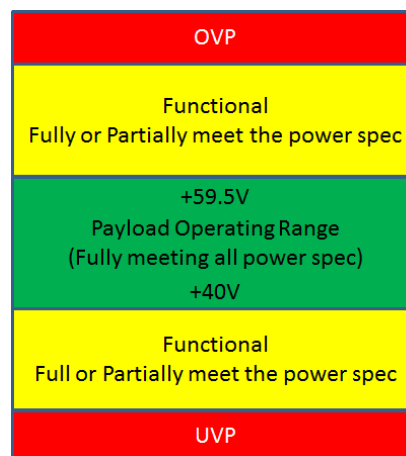 OVP
Functional
Fully or Partially meet the power spec
+59.5V
Payload Operating Range
(Fully meeting all power spec)
+40V
Functional
Full or Partially meet the power spec
UVP